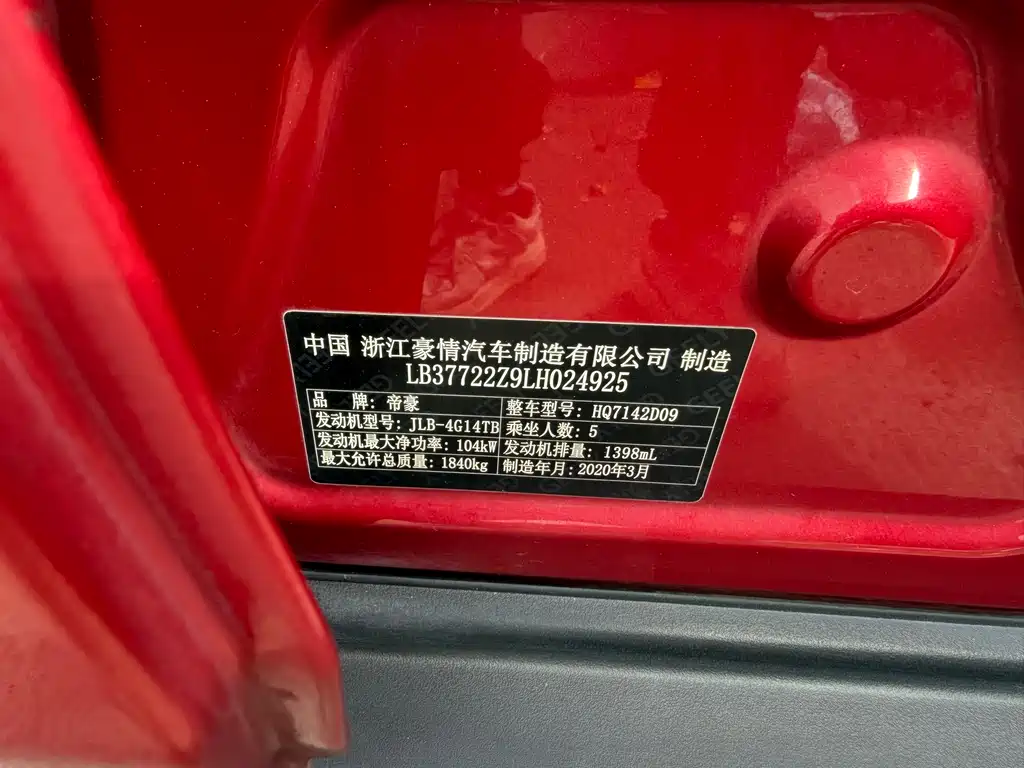 中国 浙江豪情汽车制造有限公司 制造
LB37722Z9LH024925
品 牌: 帝豪 整车型号: HQ7142D09
发动机型号: JLB-4G14TB 乘坐人数: 5
发动机最大净功率: 104kW 发动机排量: 1398mL
最大允许总质量: 1840kg 制造年月: 2020年3月